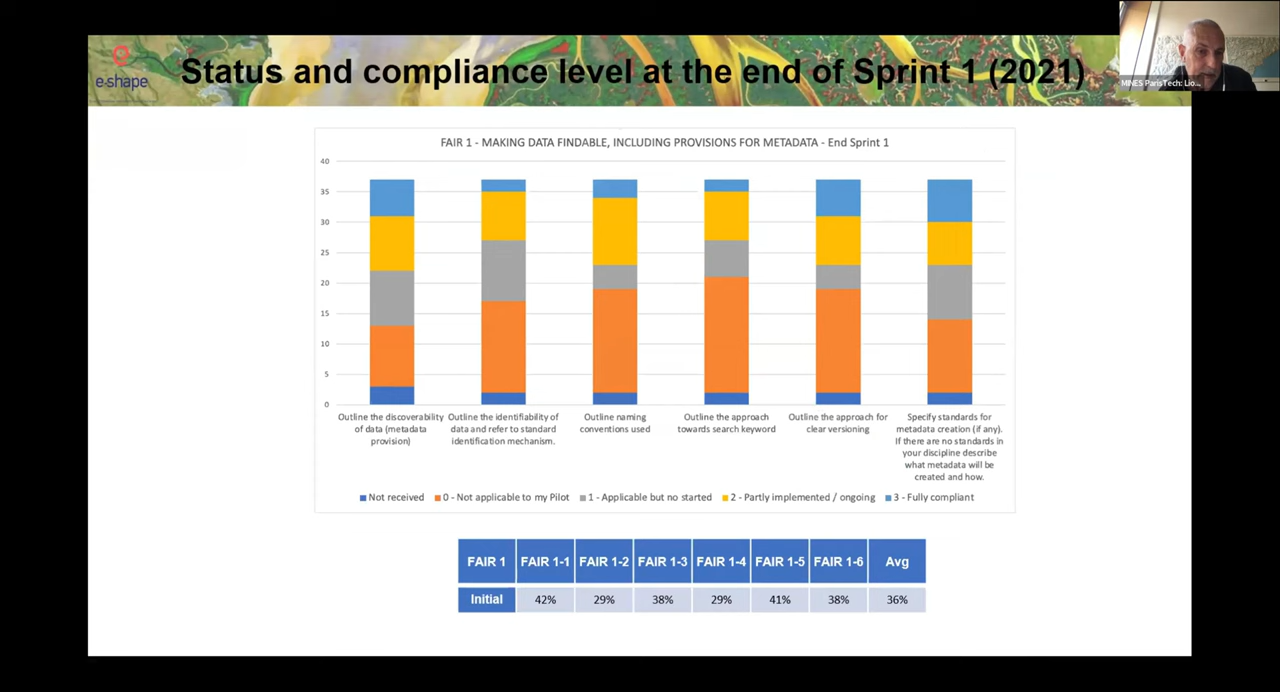 e-shape
Status and compliance level at the end of Sprint 1 (2021)
MINES ParisTech: Lio...
FAIR 1 - MAKING DATA FINDABLE, INCLUDING PROVISIONS FOR METADATA - End Sprint 1
40
35
30
25
20
15
10
5
0
Outline the discoverability
of data (metadata
provision)
Outline the identifiability of
data and refer to standard
identification mechanism.
Outline naming
conventions used
Outline the approach
towards search keyword
Outline the approach for
clear versioning
Specify standards for
metadata creation (if any).
If there are no standards in
your discipline describe
what metadata will be
created and how.
Not received 0 - Not applicable to my Pilot 1 - Applicable but no started 2 - Partly implemented / ongoing 3 - Fully compliant
FAIR 1 FAIR 1-1 FAIR 1-2 FAIR 1-3 FAIR 1-4 FAIR 1-5 FAIR 1-6 Avg
Initial 42% 29% 38% 29% 41% 38% 36%